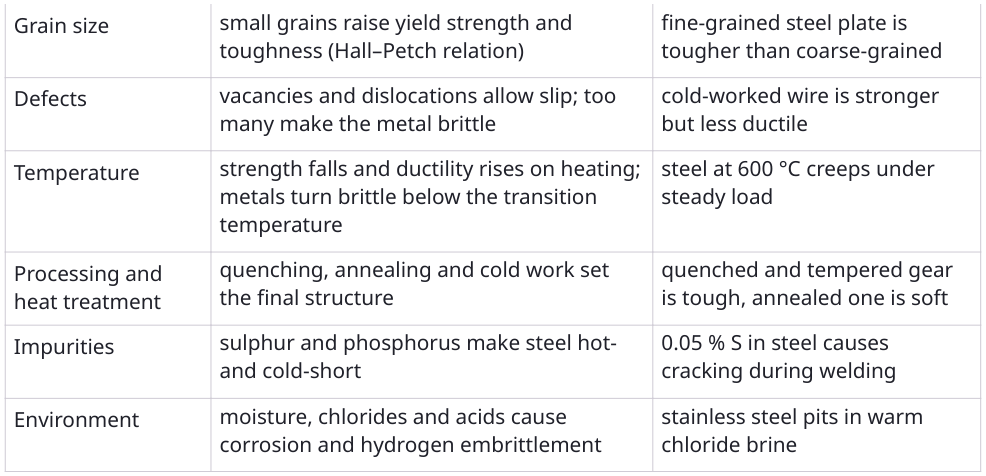 Grain size
small grains raise yield strength and
toughness (Hall–Petch relation)
fine-grained steel plate is
tougher than coarse-grained
Defects
vacancies and dislocations allow slip; too
many make the metal brittle
cold-worked wire is stronger
but less ductile
Temperature
strength falls and ductility rises on heating;
metals turn brittle below the transition
temperature
steel at 600 °C creeps under
steady load
Processing and
heat treatment
quenching, annealing and cold work set
the final structure
quenched and tempered gear
is tough, annealed one is soft
Impurities
sulphur and phosphorus make steel hot-
and cold-short
0.05 % S in steel causes
cracking during welding
Environment
moisture, chlorides and acids cause
corrosion and hydrogen embrittlement
stainless steel pits in warm
chloride brine